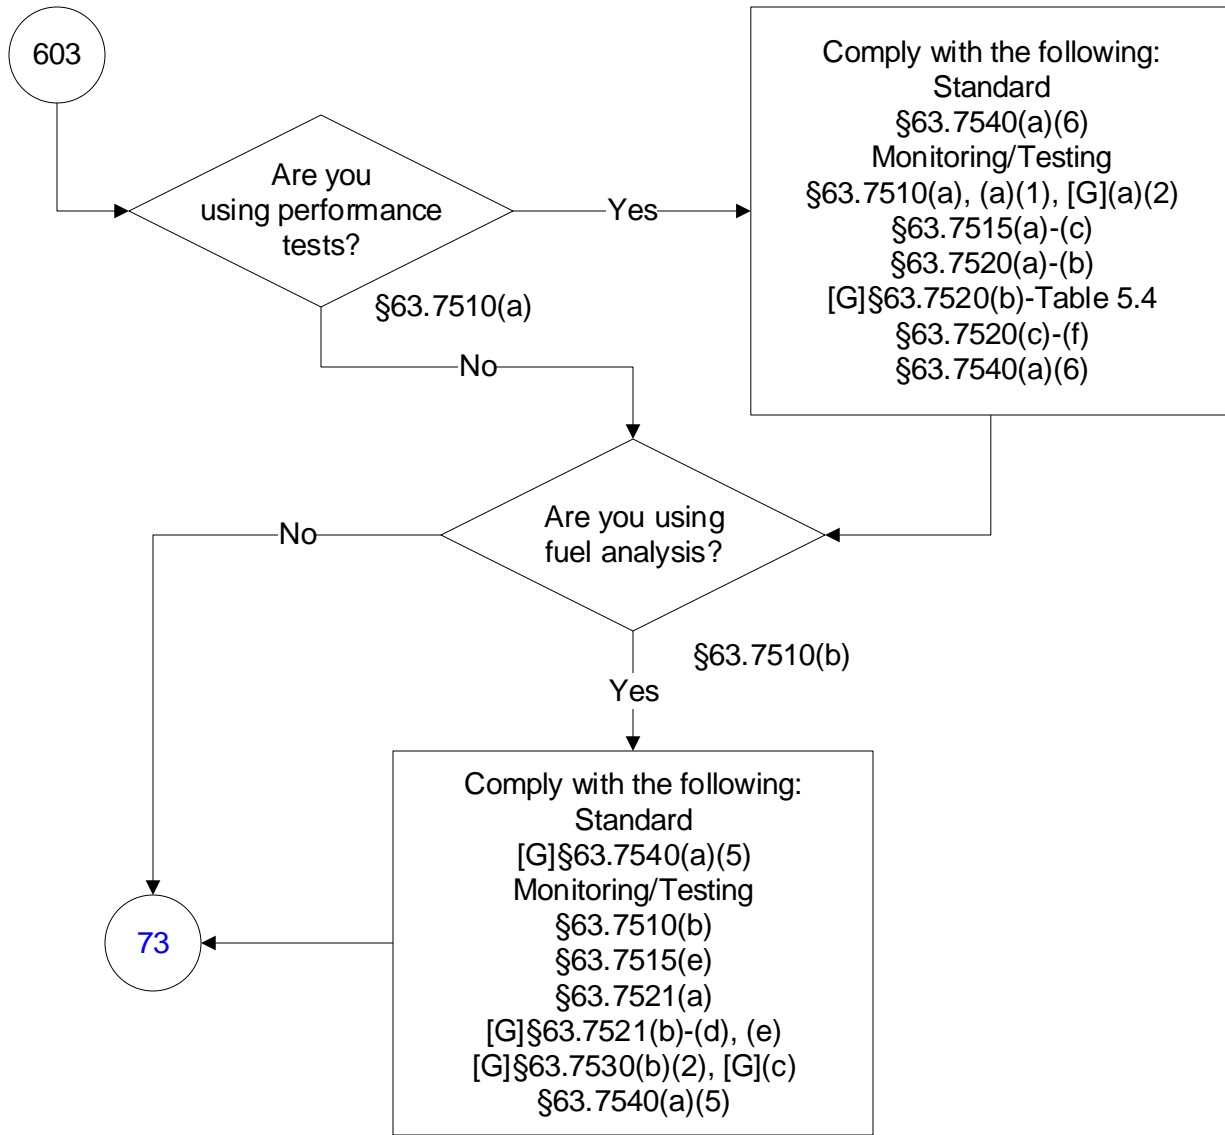 603
Are you
using performance
tests?
§63.7510(a)
Yes
Comply with the following:
Standard
§63.7540(a)(6)
Monitoring/Testing
§63.7510(a), (a)(1), [G](a)(2)
§63.7515(a)-(c)
§63.7520(a)-(b)
[G]§63.7520(b)-Table 5.4
§63.7520(c)-(f)
§63.7540(a)(6)
No
Are you using
fuel analysis?
§63.7510(b)
No
Yes
Comply with the following:
Standard
[G]§63.7540(a)(5)
Monitoring/Testing
§63.7510(b)
§63.7515(e)
§63.7521(a)
[G]§63.7521(b)-(d), (e)
[G]§63.7530(b)(2), [G](c)
§63.7540(a)(5)
73